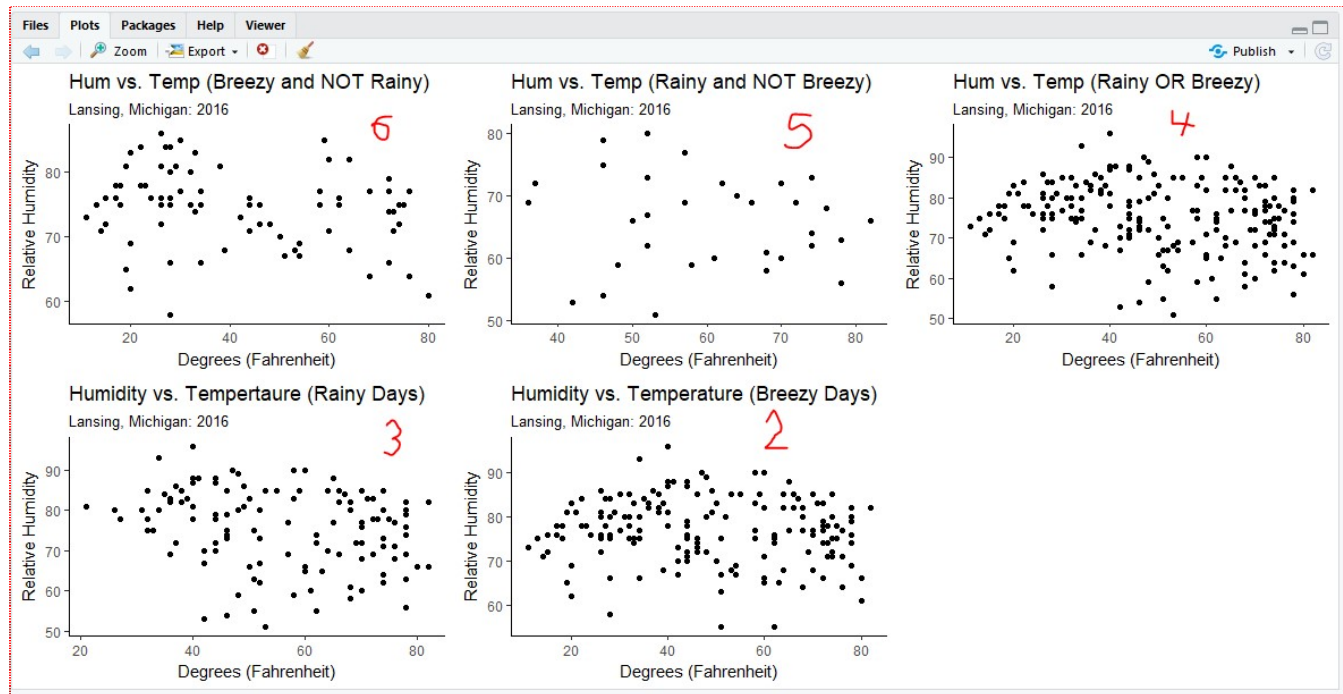 Files Plots Packages Help Viewer
Zoom Export Publish
Hum vs. Temp (Breezy and NOT Rainy)
Lansing, Michigan: 2016
6
80
70
60
Relative Humidity
20 40 60 80
Degrees (Fahrenheit)
Hum vs. Temp (Rainy and NOT Breezy)
Lansing, Michigan: 2016
5
80
70
60
50
Relative Humidity
40 50 60 70 80
Degrees (Fahrenheit)
Hum vs. Temp (Rainy OR Breezy)
Lansing, Michigan: 2016
4
90
80
70
60
50
Relative Humidity
20 40 60 80
Degrees (Fahrenheit)
Humidity vs. Tempertaure (Rainy Days)
Lansing, Michigan: 2016
3
90
80
70
60
50
Relative Humidity
20 40 60 80
Degrees (Fahrenheit)
Humidity vs. Temperature (Breezy Days)
Lansing, Michigan: 2016
2
90
80
70
60
Relative Humidity
20 40 60 80
Degrees (Fahrenheit)